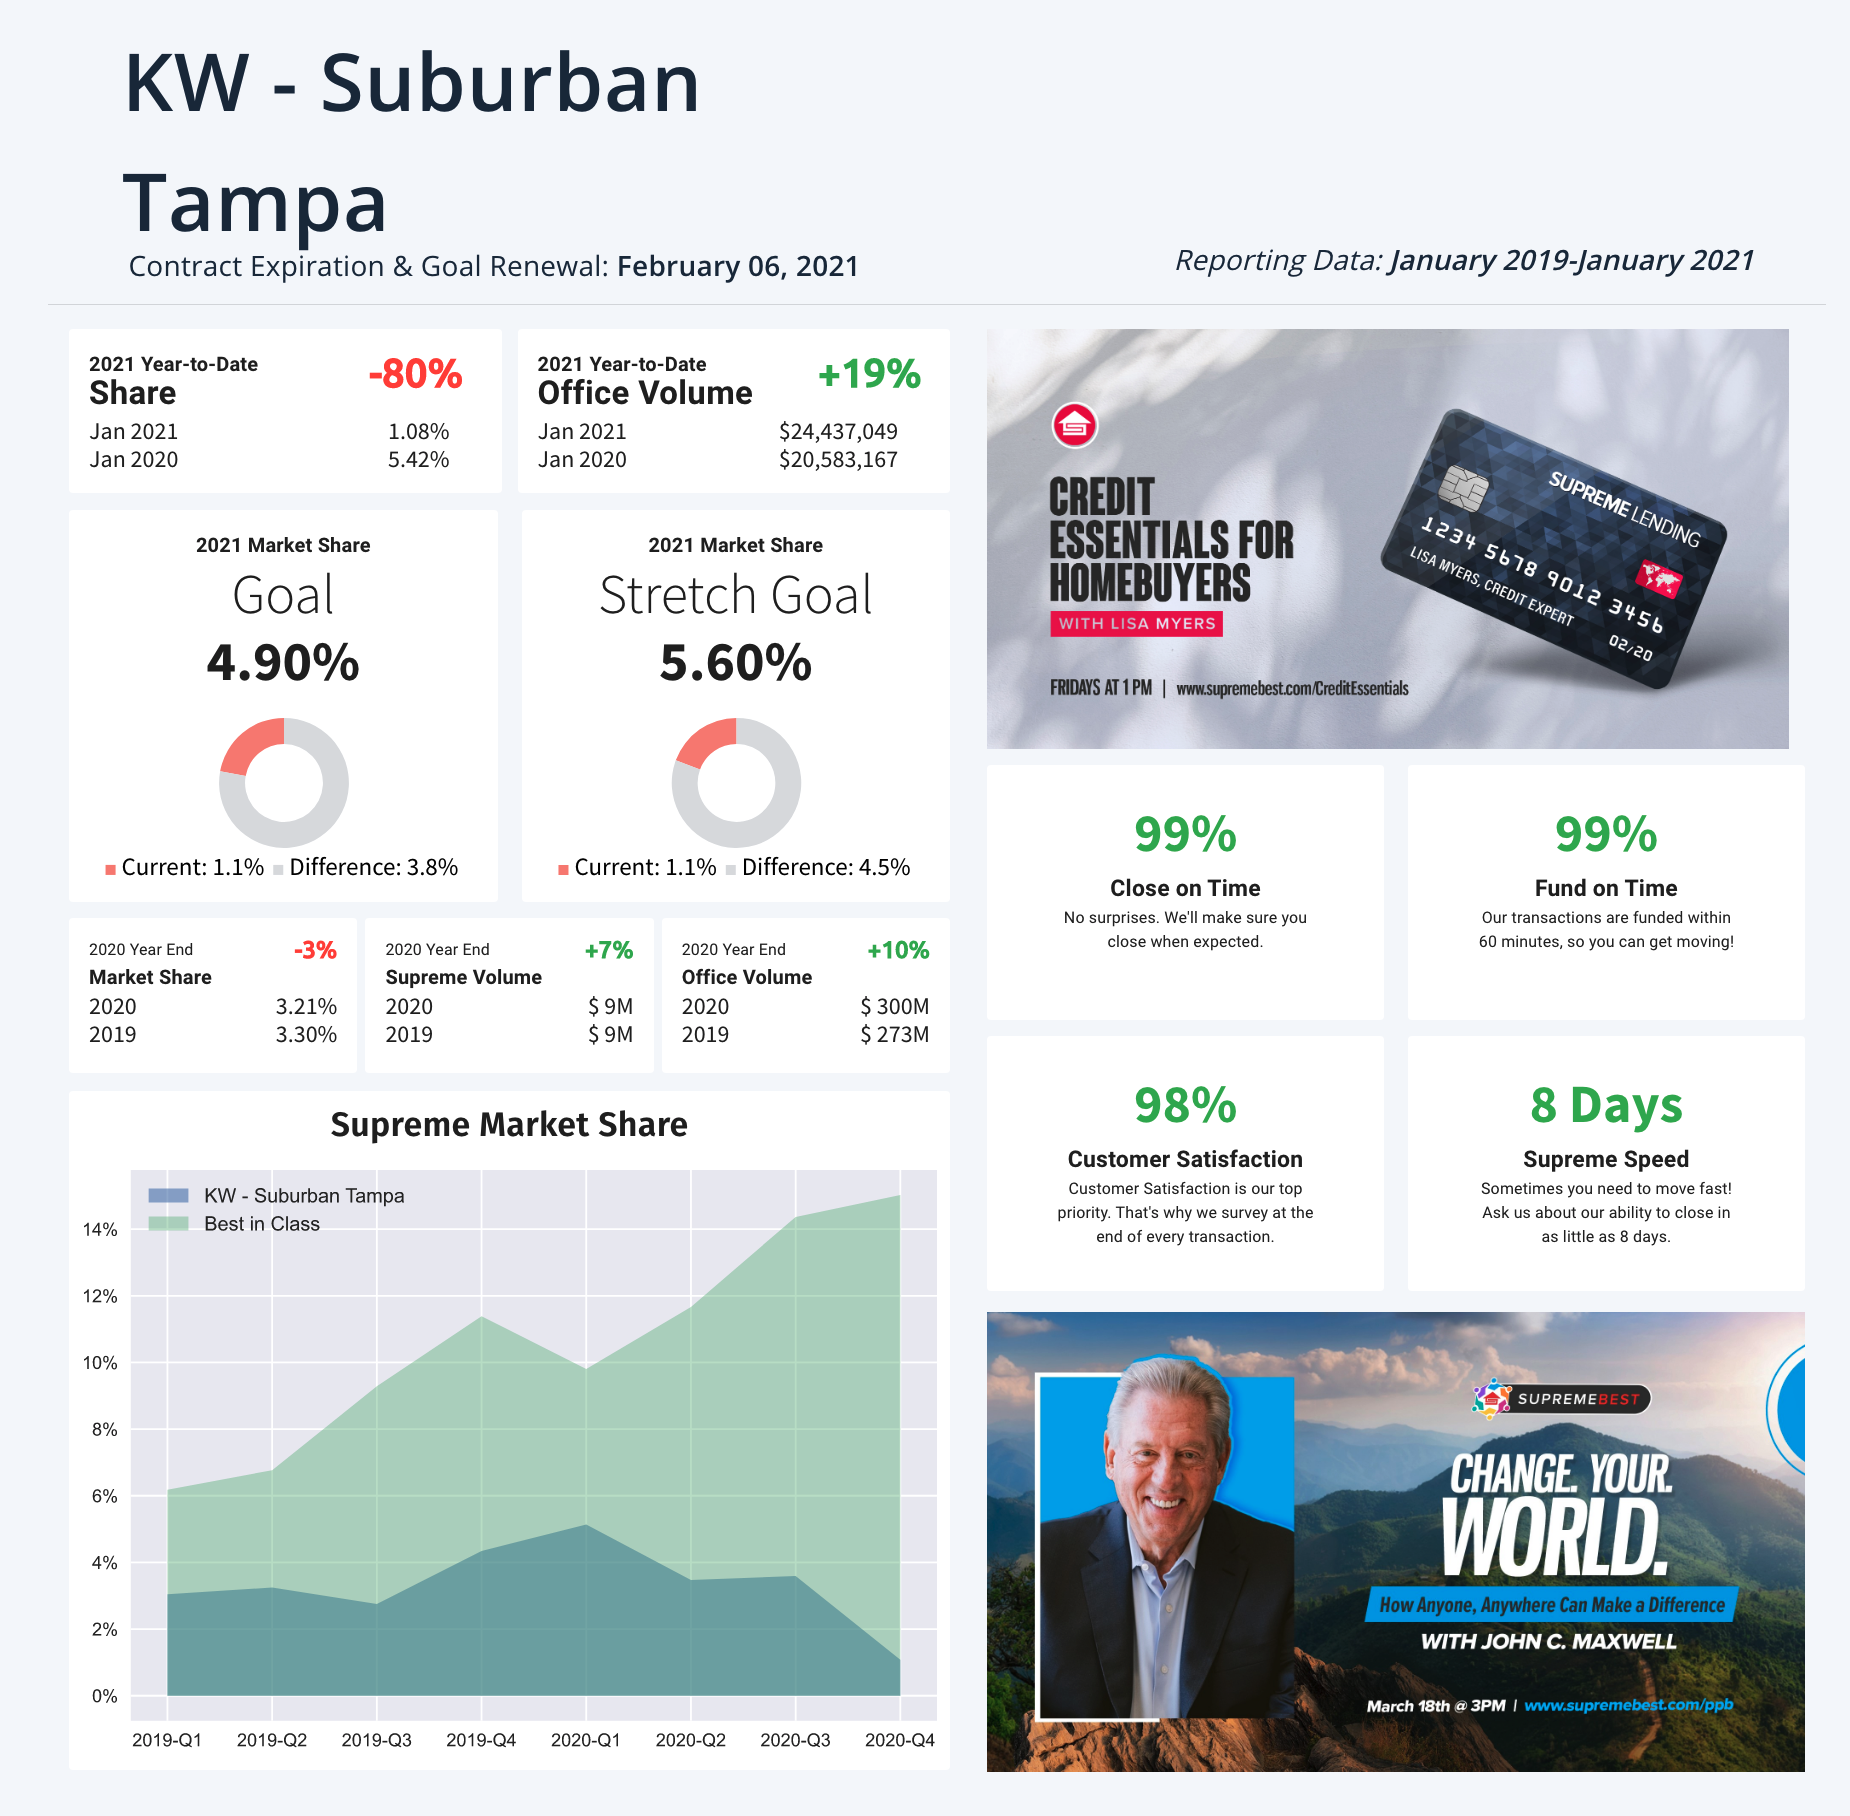 KW - Suburban
Tampa
Contract Expiration & Goal Renewal: February 06, 2021
Reporting Data: January 2019-January 2021
2021 Year-to-Date
Share
-80%
Jan 2021 1.08%
Jan 2020 5.42%
2021 Year-to-Date
Office Volume
+19%
Jan 2021 $24,437,049
Jan 2020 $20,583,167
2021 Market Share
Goal
4.90%
Current: 1.1% Difference: 3.8%
2021 Market Share
Stretch Goal
5.60%
Current: 1.1% Difference: 4.5%
2020 Year End -3%
Market Share
2020 3.21%
2019 3.30%
2020 Year End +7%
Supreme Volume
2020 $ 9M
2019 $ 9M
2020 Year End +10%
Office Volume
2020 $ 300M
2019 $ 273M
Supreme Market Share
KW - Suburban Tampa
Best in Class
14%
12%
10%
8%
6%
4%
2%
0%
2019-Q1 2019-Q2 2019-Q3 2019-Q4 2020-Q1 2020-Q2 2020-Q3 2020-Q4
CREDIT
ESSENTIALS FOR
HOMEBUYERS
WITH LISA MYERS
FRIDAYS AT 1 PM | www.supremebest.com/CreditEssentials
SUPREME LENDING
1234 5678 9012 3456
LISA MYERS, CREDIT EXPERT
02/20
99%
Close on Time
No surprises. We'll make sure you
close when expected.
99%
Fund on Time
Our transactions are funded within
60 minutes, so you can get moving!
98%
Customer Satisfaction
Customer Satisfaction is our top
priority. That's why we survey at the
end of every transaction.
8 Days
Supreme Speed
Sometimes you need to move fast!
Ask us about our ability to close in
as little as 8 days.
SUPREMEBEST
CHANGE. YOUR.
WORLD.
How Anyone, Anywhere Can Make a Difference
WITH JOHN C. MAXWELL
March 18th @ 3PM | www.supremebest.com/ppb